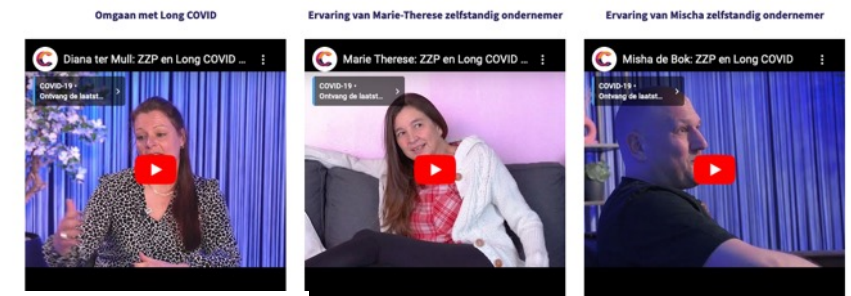 Omgaan met Long COVID
Ervaring van Marie-Therese zelfstandig ondernemer
Ervaring van Mischa zelfstandig ondernemer
Diana ter Mull: ZZP en Long COVID ...
COVID-19 •
Ontvang de laatst...
Marie Therese: ZZP en Long COVID ...
COVID-19 •
Ontvang de laatst...
Misha de Bok: ZZP en Long COVID
COVID-19 •
Ontvang de laatst...